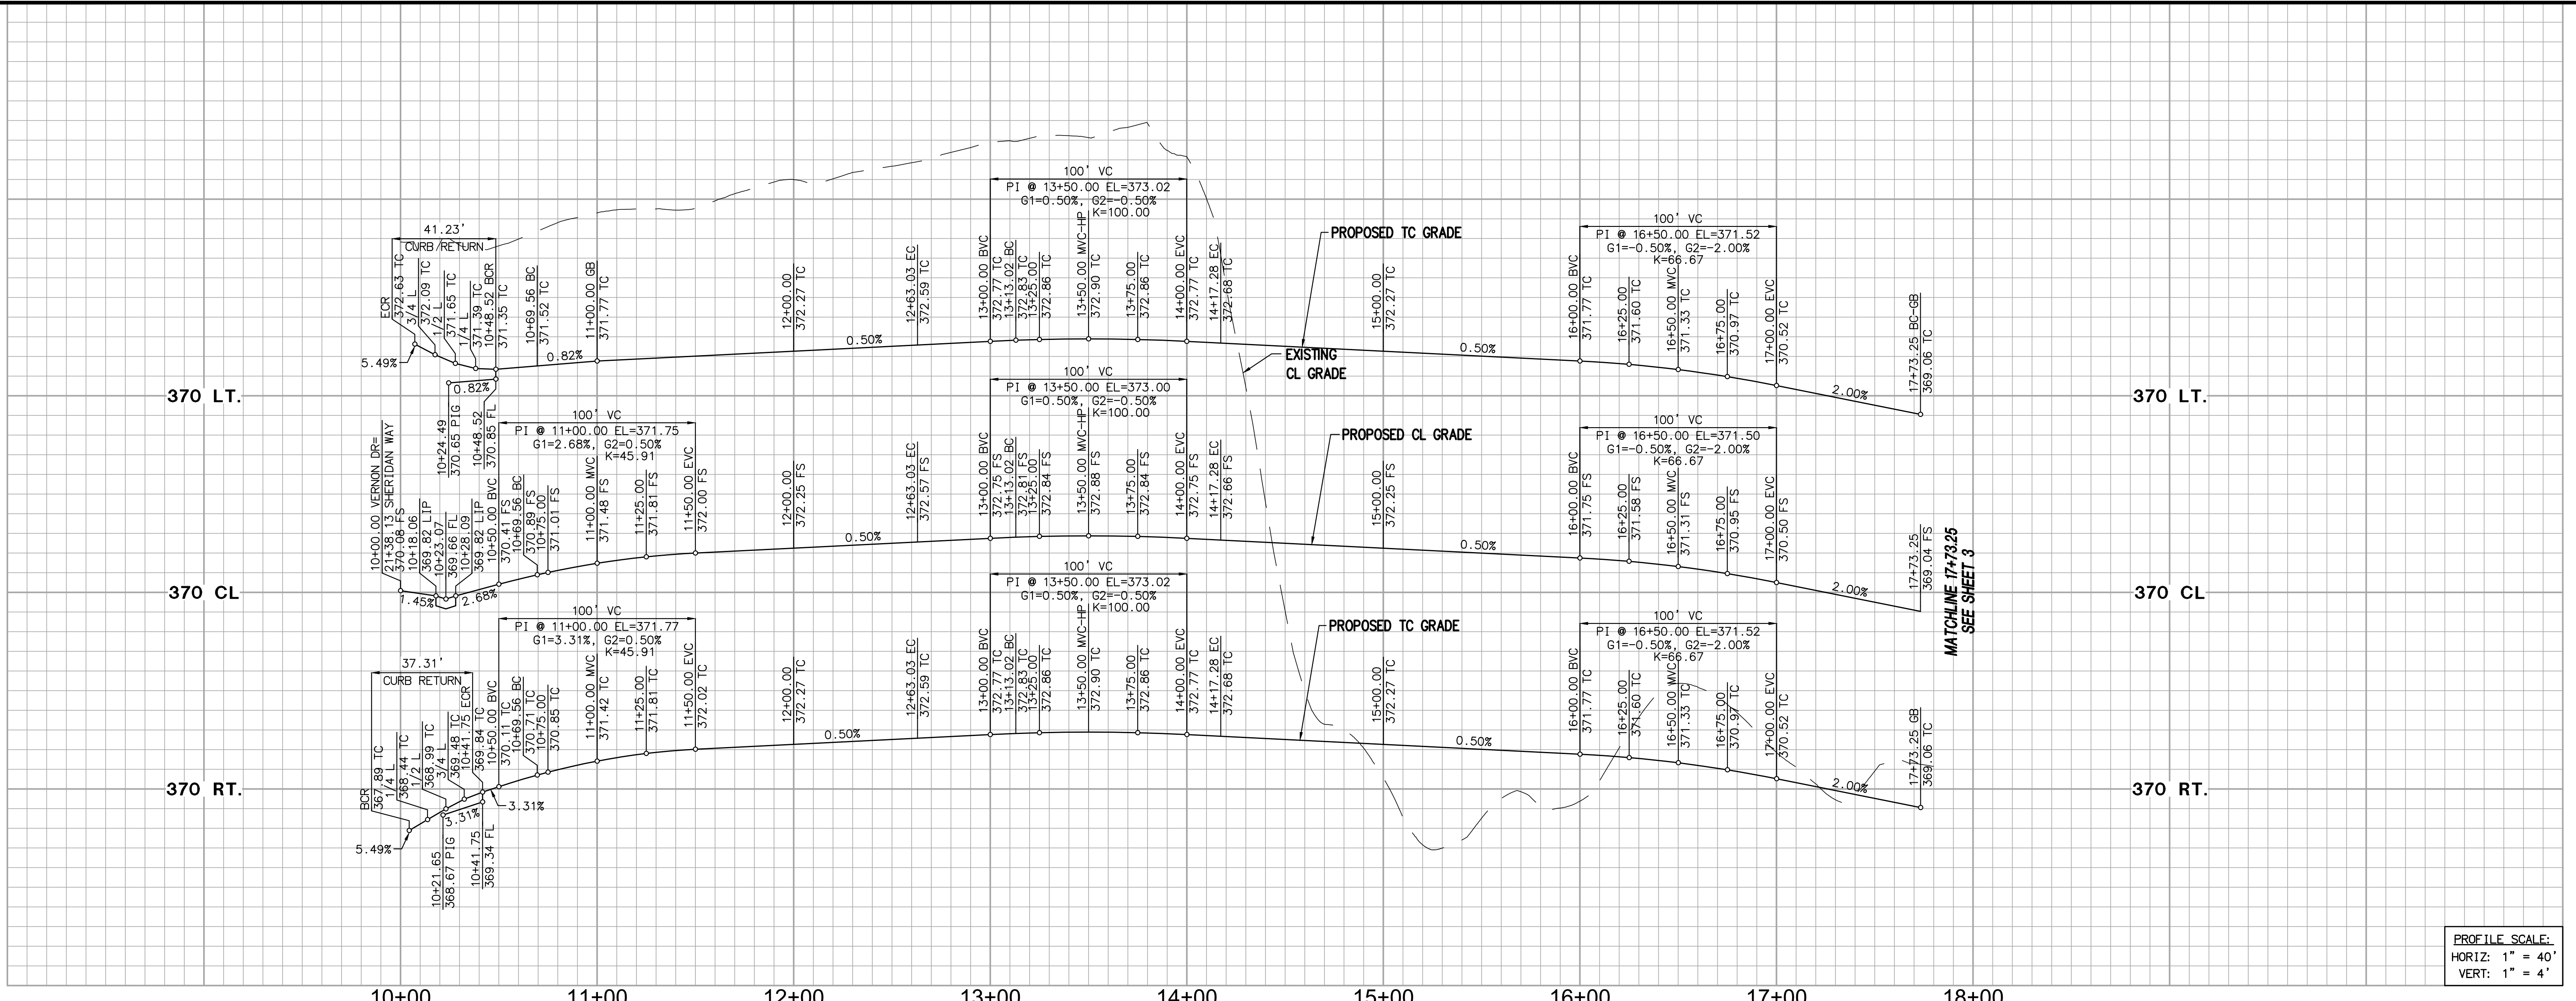 41.23'
CURB RETURN
ECR
372.63 TC
3/4 L
372.09 TC
1/2 L
371.65 TC
1/4 L
371.39 TC
10+48.52 BCR
371.35 TC
10+69.56 BC
371.52 TC
11+00.00 GB
371.77 TC
12+00.00
372.27 TC
12+63.03 EC
372.59 TC
100' VC
PI @ 13+50.00 EL=373.02
G1=0.50%, G2=-0.50%
K=100.00
13+00.00 BVC
372.77 TC
13+13.02 BC
372.83 TC
13+25.00
372.86 TC
13+50.00 MVC-HP
372.90 TC
13+75.00
372.86 TC
14+00.00 EVC
372.77 TC
14+17.28 EC
372.68 TC
PROPOSED TC GRADE
15+00.00
372.27 TC
100' VC
PI @ 16+50.00 EL=371.52
G1=-0.50%, G2=-2.00%
K=66.67
16+00.00 BVC
371.77 TC
16+25.00
371.60 TC
16+50.00 MVC
371.33 TC
16+75.00
370.97 TC
17+00.00 EVC
370.52 TC
17+73.25 BC-GB
369.06 TC
5.49%
0.82%
0.82%
0.50%
0.50%
2.00%
EXISTING
CL GRADE
370 LT.
370 LT.
10+24.49
370.65 PIG
10+48.52
370.85 FL
10+00.00 VERNON DR=
21+38.13 SHERIDAN WAY
370.08 FS
10+18.06
369.82 LIP
10+23.07
369.66 FL
10+28.09
369.82 LIP
10+50.00 BVC
370.41 FS
10+69.56 BC
370.89 FS
10+75.00
371.01 FS
100' VC
PI @ 11+00.00 EL=371.75
G1=2.68%, G2=0.50%
K=45.91
11+00.00 MVC
371.48 FS
11+25.00
371.81 FS
11+50.00 EVC
372.00 FS
12+00.00
372.25 FS
12+63.03 EC
372.57 FS
100' VC
PI @ 13+50.00 EL=373.00
G1=0.50%, G2=-0.50%
K=100.00
13+00.00 BVC
372.75 FS
13+13.02 BC
372.81 FS
13+25.00
372.84 FS
13+50.00 MVC-HP
372.88 FS
13+75.00
372.84 FS
14+00.00 EVC
372.75 FS
14+17.28 EC
372.66 FS
PROPOSED CL GRADE
15+00.00
372.25 FS
100' VC
PI @ 16+50.00 EL=371.50
G1=-0.50%, G2=-2.00%
K=66.67
16+00.00 BVC
371.75 FS
16+25.00
371.58 FS
16+50.00 MVC
371.31 FS
16+75.00
370.95 FS
17+00.00 EVC
370.50 FS
17+73.25
369.04 FS
MATCHLINE 17+73.25
SEE SHEET 3
1.45%
2.68%
0.50%
0.50%
2.00%
370 CL
370 CL
37.31'
CURB RETURN
BCR
367.89 TC
1/4 L
368.44 TC
1/2 L
368.99 TC
3/4 L
369.48 TC
10+41.75 ECR
369.84 TC
10+50.00 BVC
370.11 TC
10+69.56 BC
370.71 TC
10+75.00
370.85 TC
100' VC
PI @ 11+00.00 EL=371.77
G1=3.31%, G2=0.50%
K=45.91
11+00.00 MVC
371.42 TC
11+25.00
371.81 TC
11+50.00 EVC
372.02 TC
12+00.00
372.27 TC
12+63.03 EC
372.59 TC
100' VC
PI @ 13+50.00 EL=373.02
G1=0.50%, G2=-0.50%
K=100.00
13+00.00 BVC
372.77 TC
13+13.02 BC
372.83 TC
13+25.00
372.86 TC
13+50.00 MVC-HP
372.90 TC
13+75.00
372.86 TC
14+00.00 EVC
372.77 TC
14+17.28 EC
372.68 TC
PROPOSED TC GRADE
15+00.00
372.27 TC
100' VC
PI @ 16+50.00 EL=371.52
G1=-0.50%, G2=-2.00%
K=66.67
16+00.00 BVC
371.77 TC
16+25.00
371.60 TC
16+50.00 MVC
371.33 TC
16+75.00
370.97 TC
17+00.00 EVC
370.52 TC
17+73.25 GB
369.06 TC
0.50%
0.50%
2.00%
370 RT.
370 RT.
3.31%
3.31%
5.49%
10+21.65
368.67 PIG
10+41.75
369.34 FL
PROFILE SCALE:
HORIZ: 1" = 40'
VERT: 1" = 4'
10+00
11+00
12+00
13+00
14+00
15+00
16+00
17+00
18+00